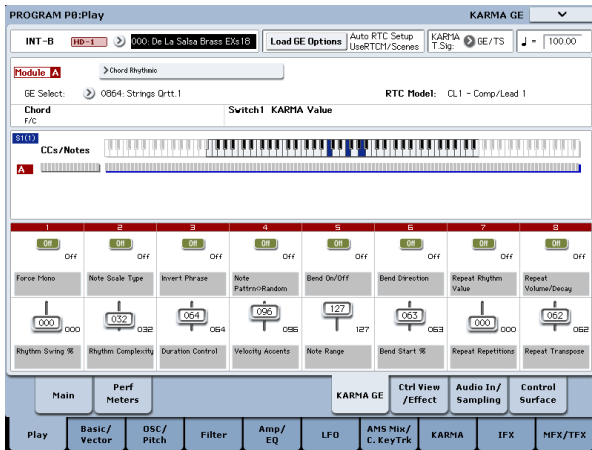 PROGRAM P0:Play KARMA GE
INT-B HD-1 000: De La Salsa Brass EXs18 Load GE Options Auto RTC Setup UseRTCM/Scenes KARMA T.Sig: GE/TS ♩ = 100.00
Module A Chord Rhythmic
GE Select: 0864: Strings Qrtt.1 RTC Model: CL1 - Comp/Lead 1
Chord Switch1 KARMA Value
F/C
S1(1)
CCs/Notes
A
1 2 3 4 5 6 7 8
Off Off Off Off Off Off Off Off
Off Off Off Off Off Off Off Off
Force Mono Note Scale Type Invert Phrase Note Pattrn>Random Bend On/Off Bend Direction Repeat Rhythm Value Repeat Volume/Decay
000 000 032 032 064 064 096 096 127 127 063 063 000 000 062 062
Rhythm Swing % Rhythm Complexity Duration Control Velocity Accents Note Range Bend Start % Repeat Repetitions Repeat Transpose
Main Perf Meters KARMA GE Ctrl View /Effect Audio In/ Sampling Control Surface
Play Basic/ Vector OSC/ Pitch Filter Amp/ EQ LFO AMS Mix/ C.KeyTrk KARMA IFX MFX/TFX